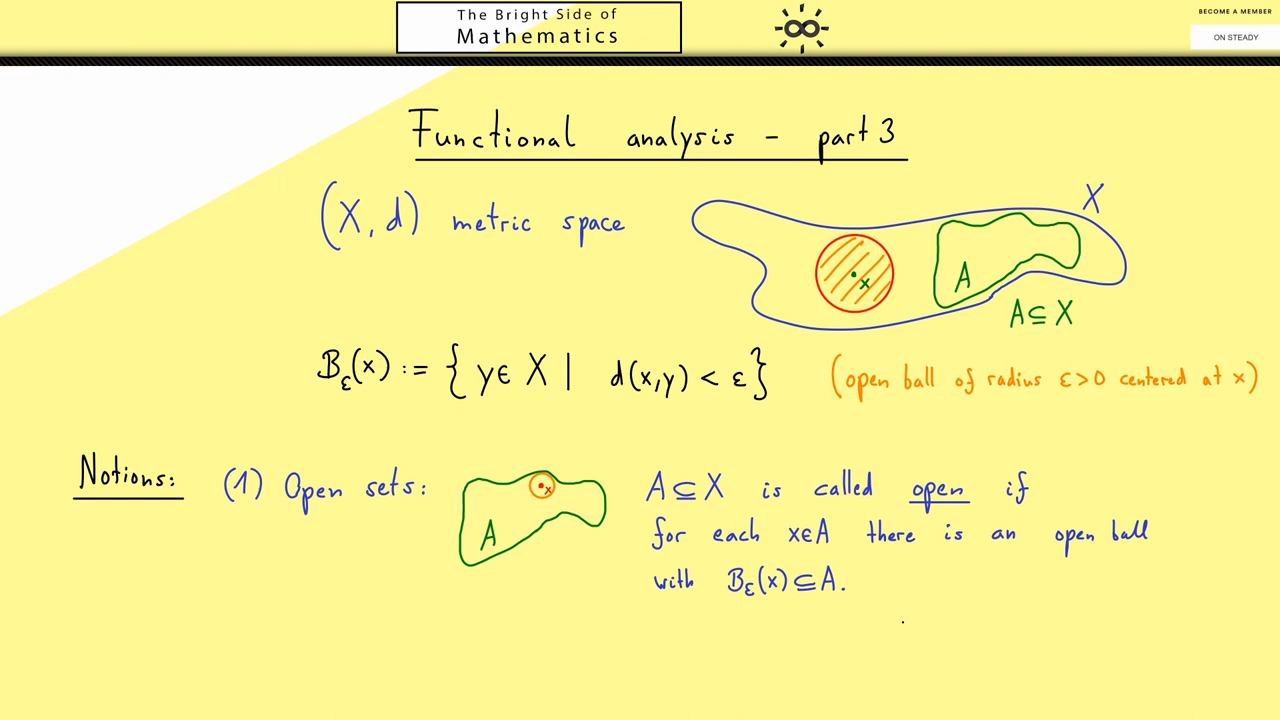 The Bright Side of
Mathematics
BECOME A MEMBER
ON STEADY
Functional analysis - part 3
(X, d) metric space
X
x
A
A ⊆ X
B_ε(x) := { y ∈ X | d(x,y) < ε } (open ball of radius ε > 0 centered at x)
Notions: (1) Open sets:
x
A
A ⊆ X is called open if
for each x ∈ A there is an open ball
with B_ε(x) ⊆ A.